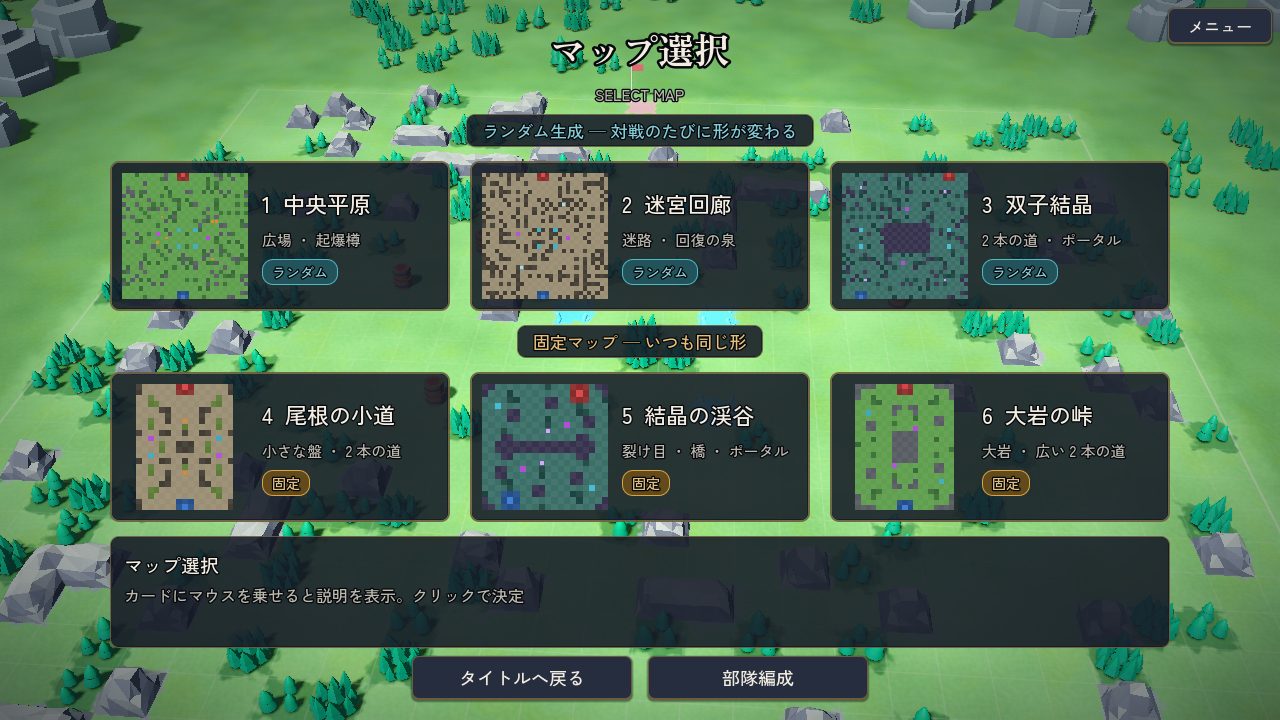 メニュー
マップ選択
SELECT MAP
ランダム生成 — 対戦のたびに形が変わる
1 中央平原
広場 · 起爆樽
ランダム
2 迷宮回廊
迷路 · 回復の泉
ランダム
3 双子結晶
2本の道 · ポータル
ランダム
固定マップ — いつも同じ形
4 尾根の小道
小さな盤 · 2本の道
固定
5 結晶の渓谷
裂け目 · 橋 · ポータル
固定
6 大岩の峠
大岩 · 広い2本の道
固定
マップ選択
カードにマウスを乗せると説明を表示。クリックで決定
タイトルへ戻る
部隊編成